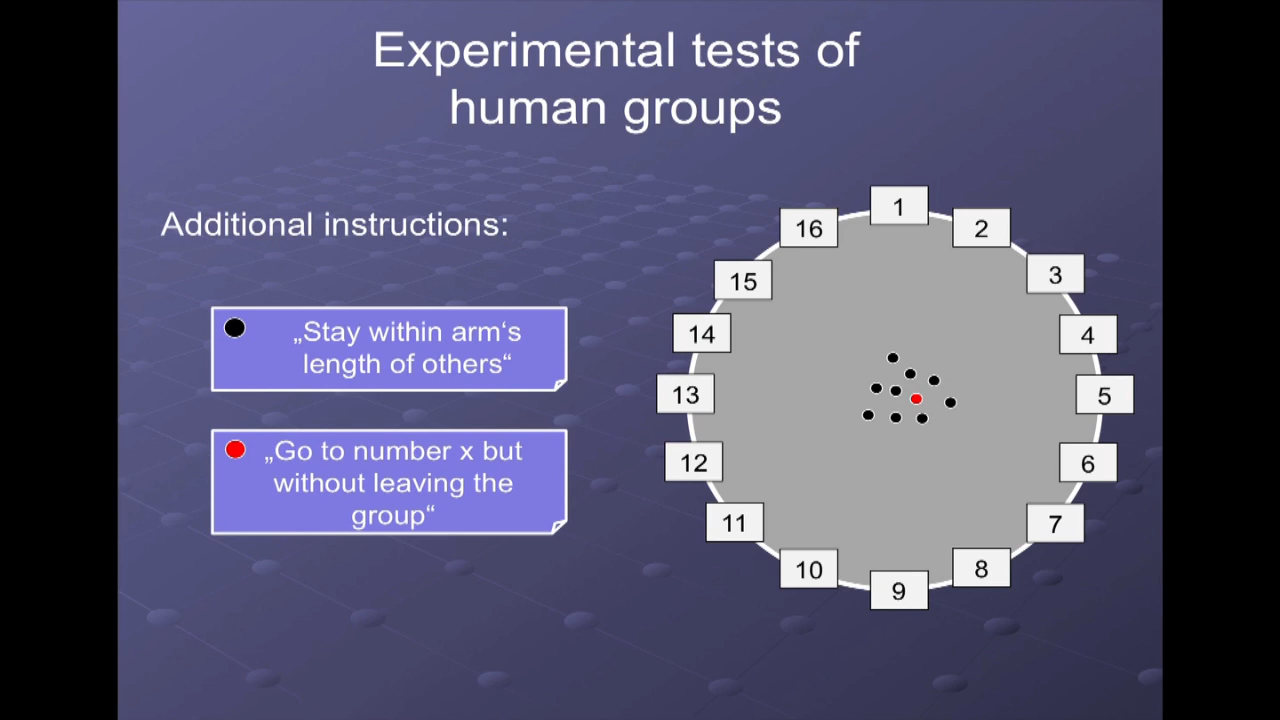 Experimental tests of
human groups
Additional instructions:
„Stay within arm‘s
length of others“
„Go to number x but
without leaving the
group“
1
2
3
4
5
6
7
8
9
10
11
12
13
14
15
16